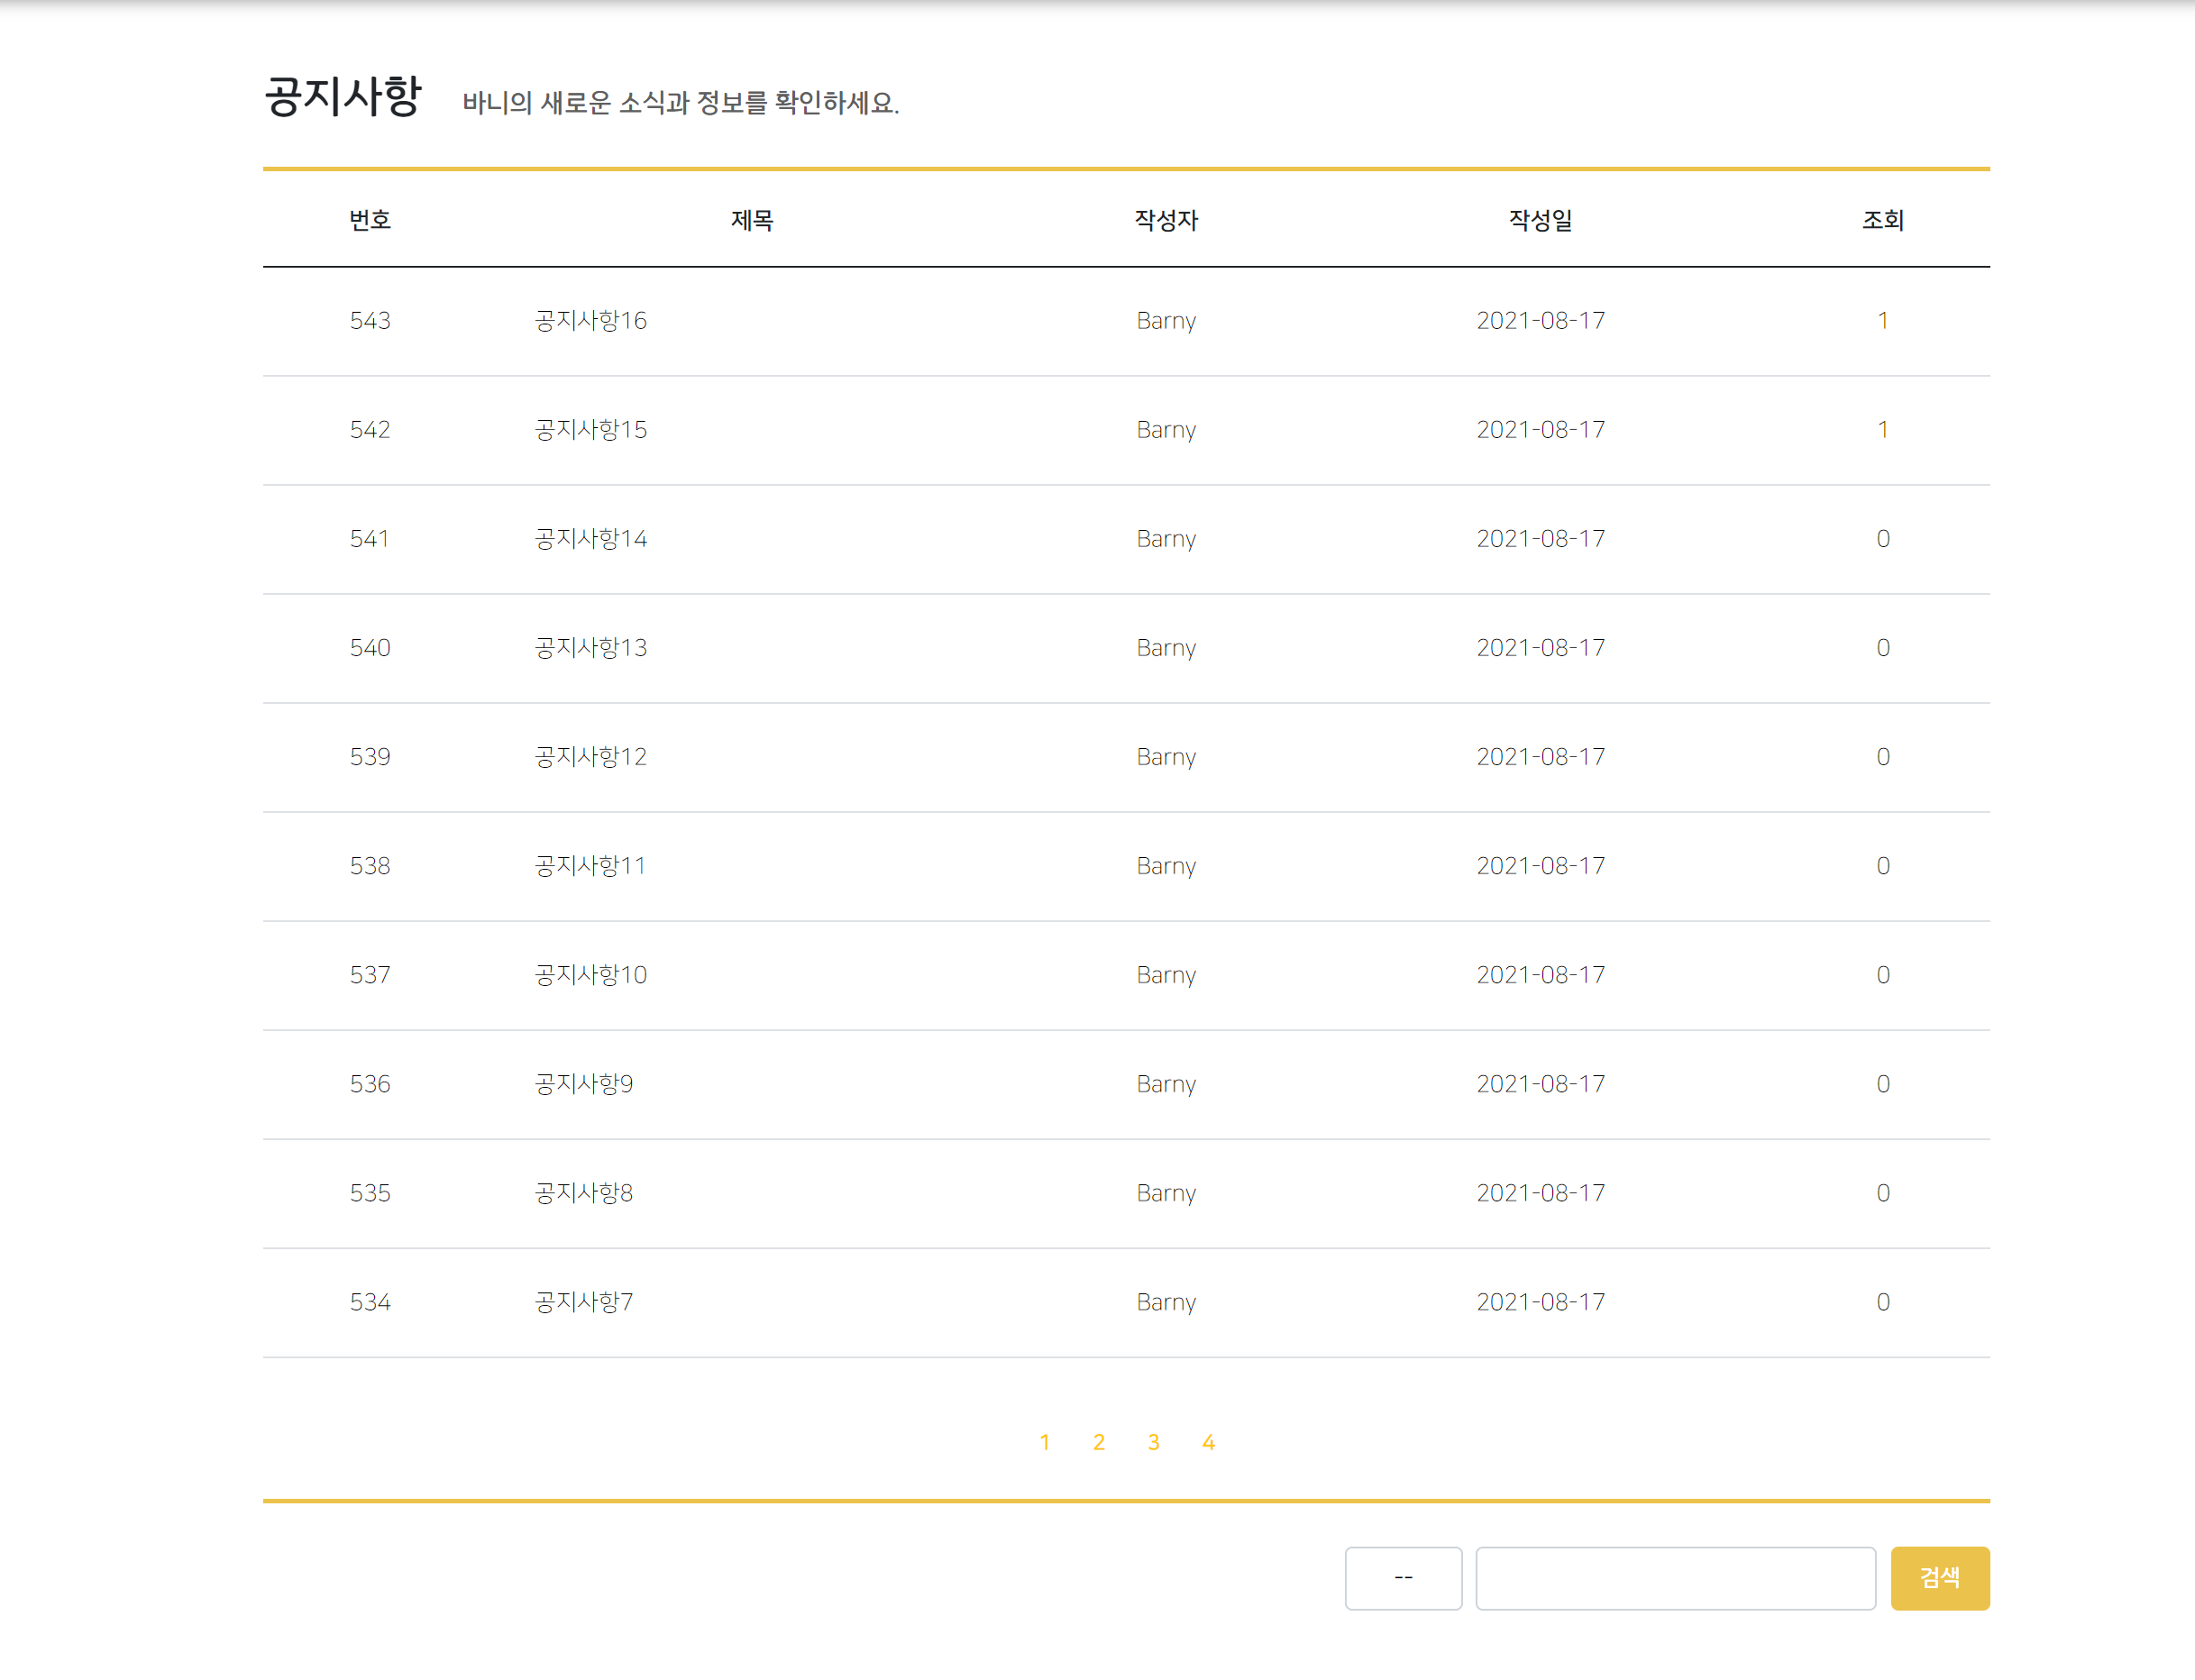 공지사항 바니의 새로운 소식과 정보를 확인하세요.
번호 제목 작성자 작성일 조회
543 공지사항16 Barny 2021-08-17 1
542 공지사항15 Barny 2021-08-17 1
541 공지사항14 Barny 2021-08-17 0
540 공지사항13 Barny 2021-08-17 0
539 공지사항12 Barny 2021-08-17 0
538 공지사항11 Barny 2021-08-17 0
537 공지사항10 Barny 2021-08-17 0
536 공지사항9 Barny 2021-08-17 0
535 공지사항8 Barny 2021-08-17 0
534 공지사항7 Barny 2021-08-17 0
1 2 3 4
-- 검색